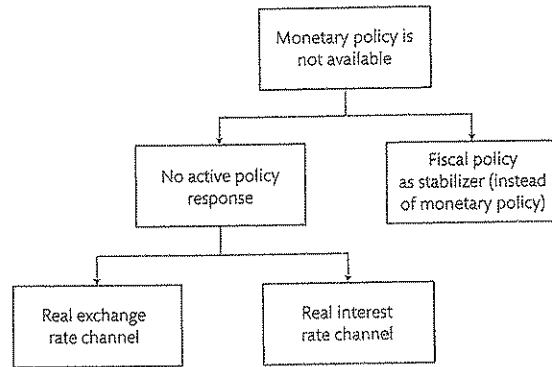 Monetary policy is
not available
No active policy
response
Fiscal policy
as stabilizer (instead
of monetary policy)
Real exchange
rate channel
Real interest
rate channel